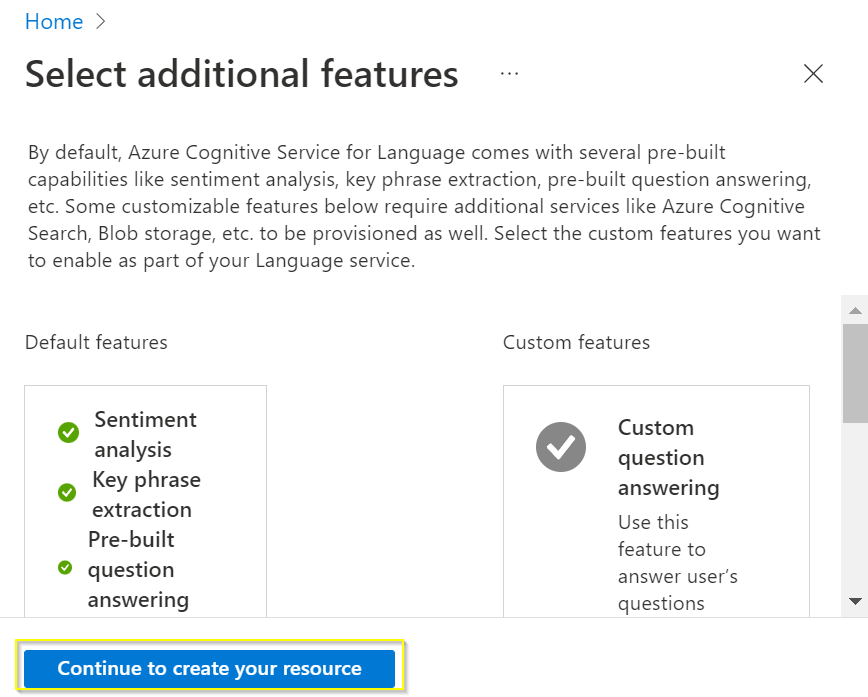 Home >
Select additional features ...
By default, Azure Cognitive Service for Language comes with several pre-built
capabilities like sentiment analysis, key phrase extraction, pre-built question answering,
etc. Some customizable features below require additional services like Azure Cognitive
Search, Blob storage, etc. to be provisioned as well. Select the custom features you want
to enable as part of your Language service.
Default features
Sentiment
analysis
Key phrase
extraction
Pre-built
question
answering
Custom features
Custom
question
answering
Use this
feature to
answer user’s
questions
Continue to create your resource